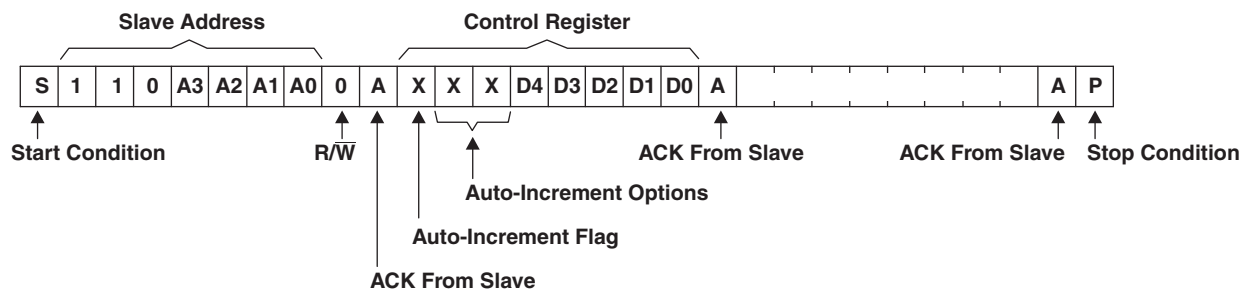 Slave Address
Control Register
S 1 1 0 A3 A2 A1 A0 0 A X X X D4 D3 D2 D1 D0 A A P
Start Condition
R/W̅
ACK From Slave
ACK From Slave
Stop Condition
Auto-Increment Options
Auto-Increment Flag
ACK From Slave